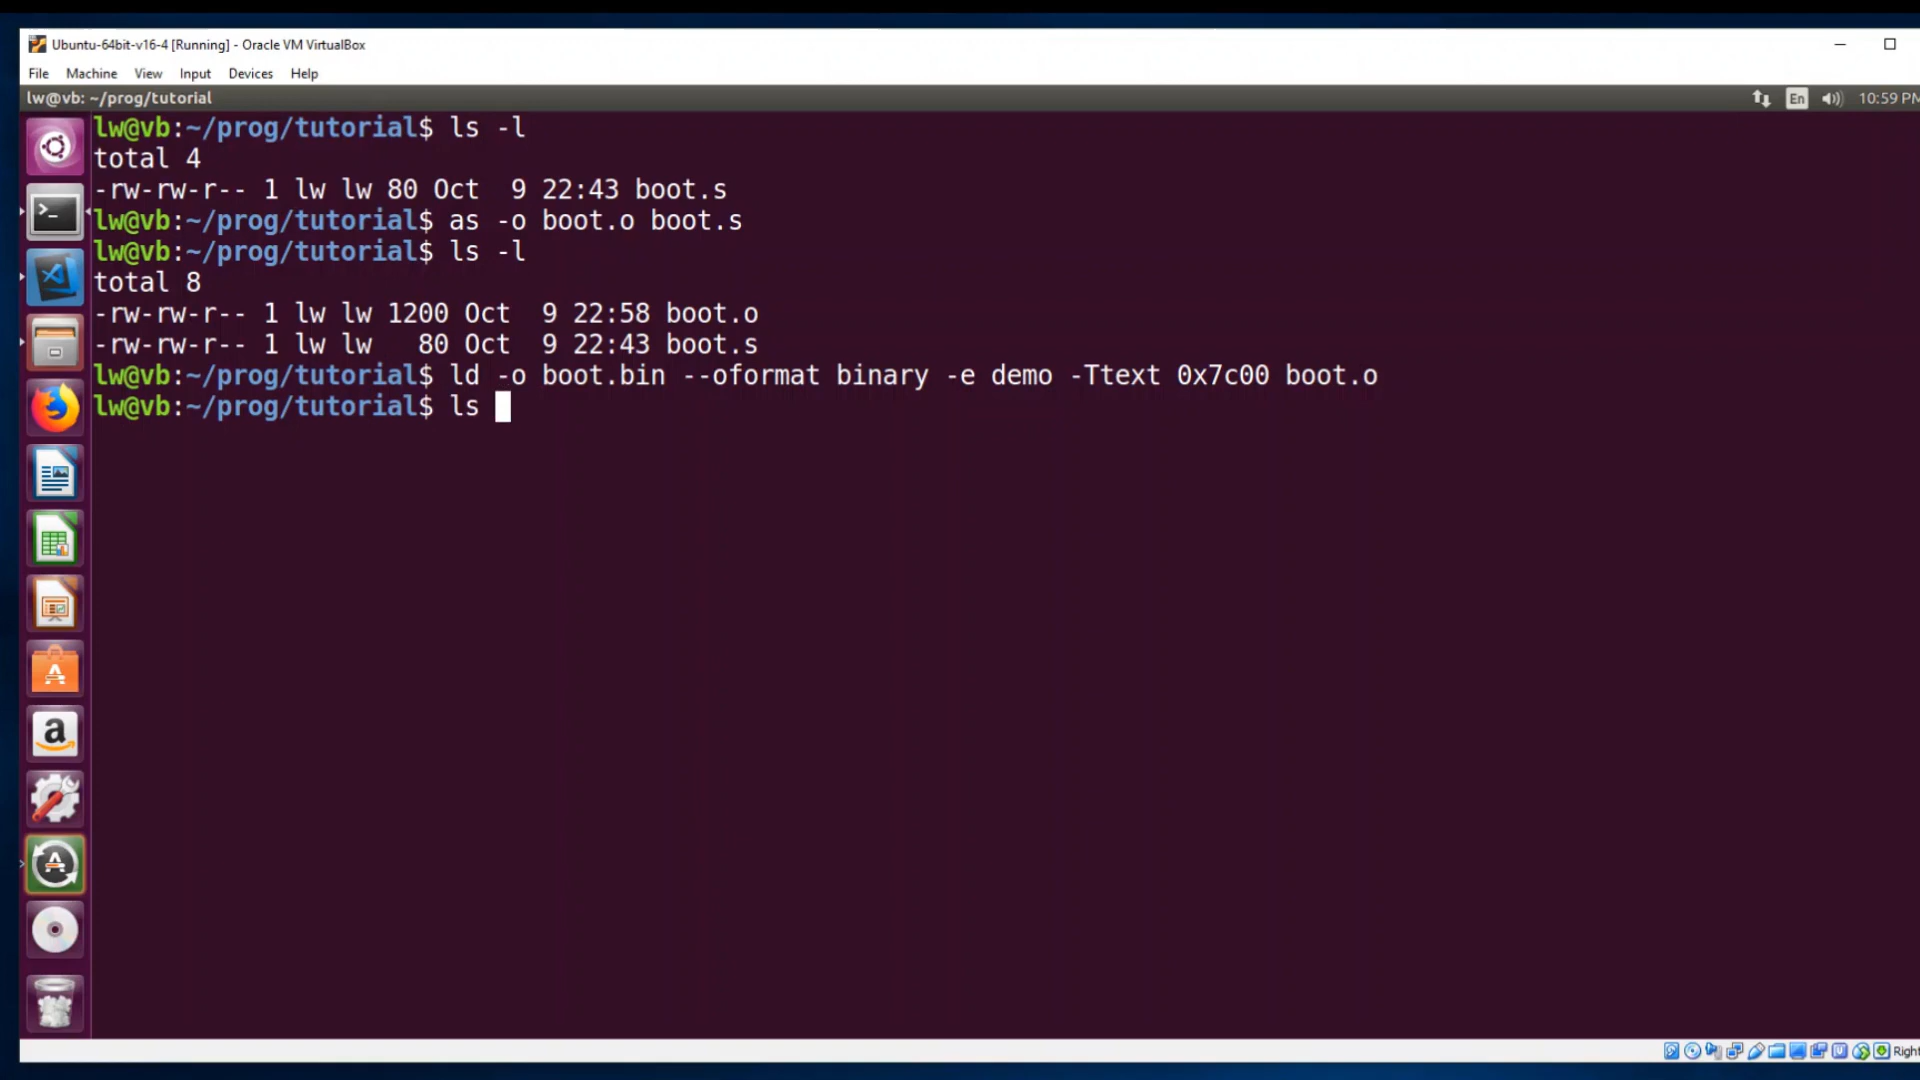 Ubuntu-64bit-v16-4 [Running] - Oracle VM VirtualBox
File Machine View Input Devices Help
lw@vb: ~/prog/tutorial En 10:59 PM
lw@vb:~/prog/tutorial$ ls -l
total 4
-rw-rw-r-- 1 lw lw 80 Oct  9 22:43 boot.s
lw@vb:~/prog/tutorial$ as -o boot.o boot.s
lw@vb:~/prog/tutorial$ ls -l
total 8
-rw-rw-r-- 1 lw lw 1200 Oct  9 22:58 boot.o
-rw-rw-r-- 1 lw lw   80 Oct  9 22:43 boot.s
lw@vb:~/prog/tutorial$ ld -o boot.bin --oformat binary -e demo -Ttext 0x7c00 boot.o
lw@vb:~/prog/tutorial$ ls
Right